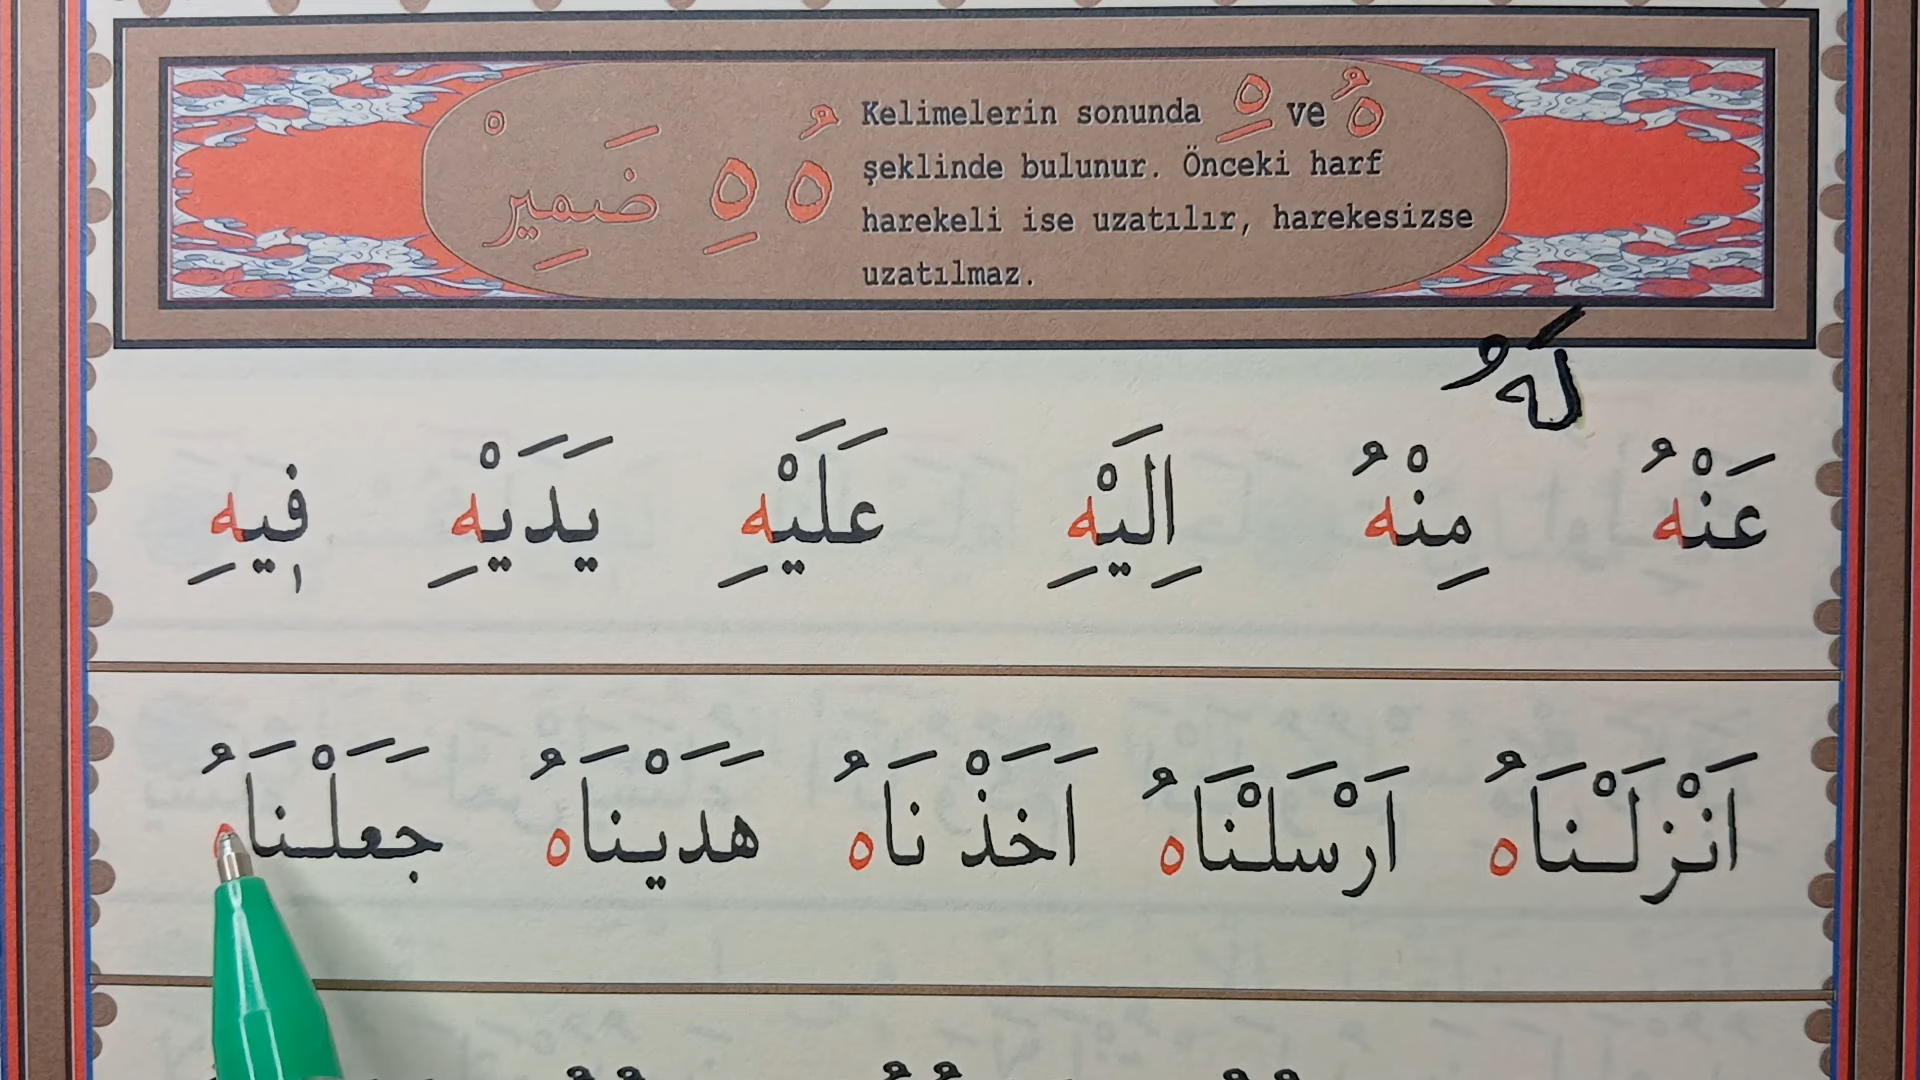 Kelimelerin sonunda هِ ve هُ
şeklinde bulunur. Önceki harf
harekeli ise uzatılır, harekesizse
uzatılmaz.
هُ هِ ضَمِيرْ
لَهُ
عَنْهُ مِنْهُ اِلَيْهِ عَلَيْهِ يَدَيْهِ فٖيهِ
اَنْزَلْنَاهُ اَرْسَلْنَاهُ اَخَذْنَاهُ هَدَيْنَاهُ جَعَلْنَاهُ